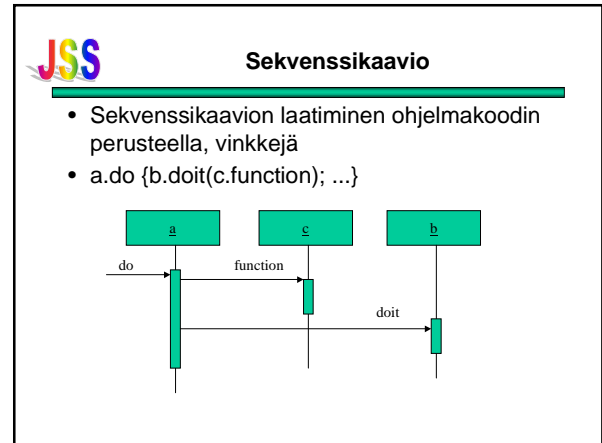 JSS
Sekvenssikaavio
• Sekvenssikaavion laatiminen ohjelmakoodin
perusteella, vinkkejä
• a.do {b.doit(c.function); ...}
a
c
b
do
function
doit